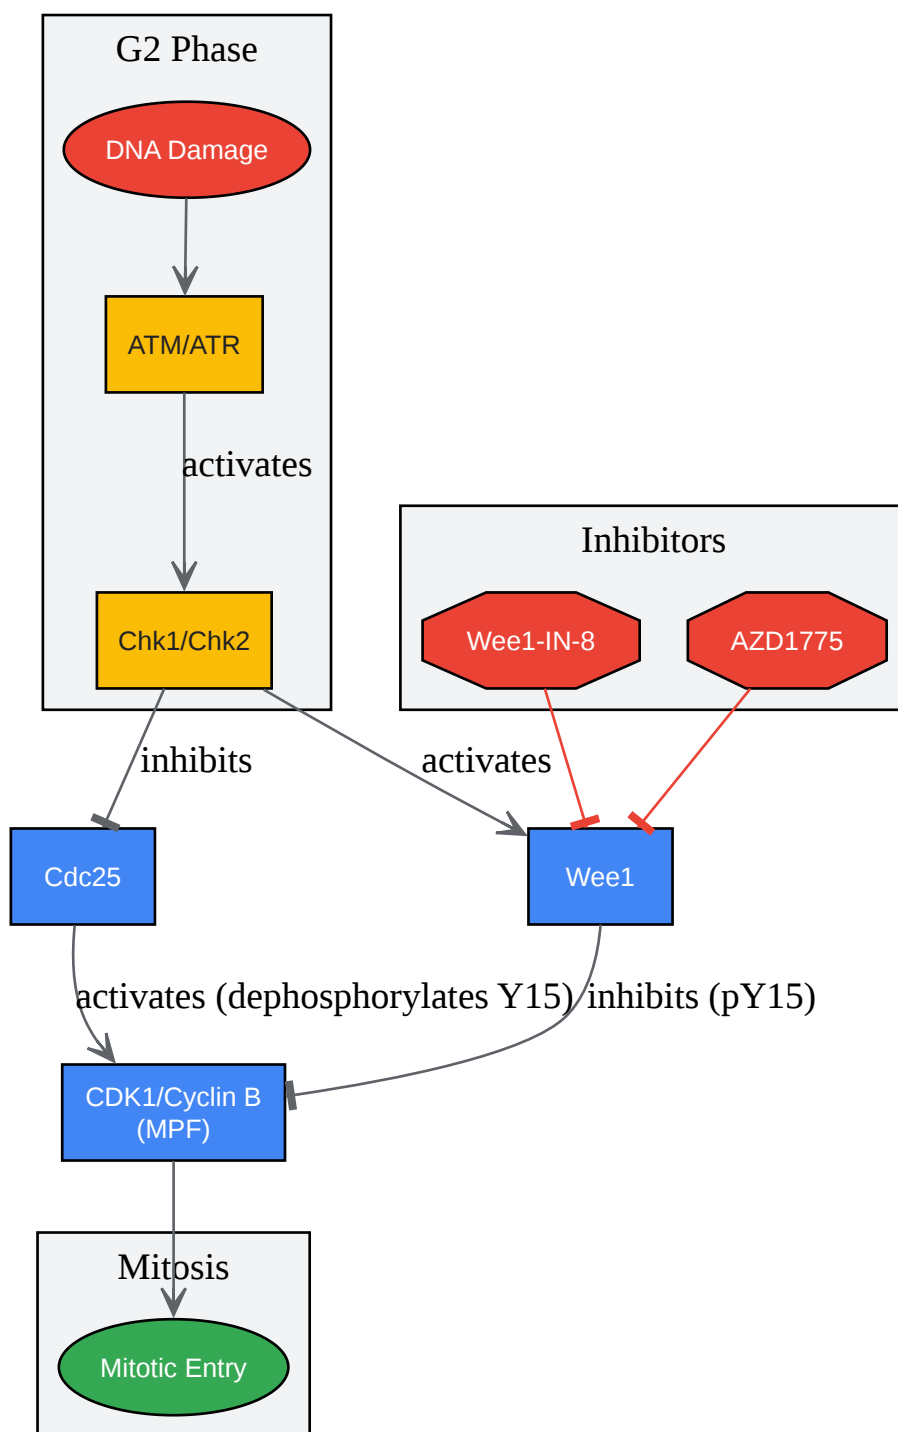 G2 Phase
DNA Damage
ATM/ATR
activates
Inhibitors
Chk1/Chk2
Wee1-IN-8
AZD1775
inhibits
activates
Cdc25
Wee1
activates (dephosphorylates Y15)
inhibits (pY15)
CDK1/Cyclin B
(MPF)
Mitosis
Mitotic Entry